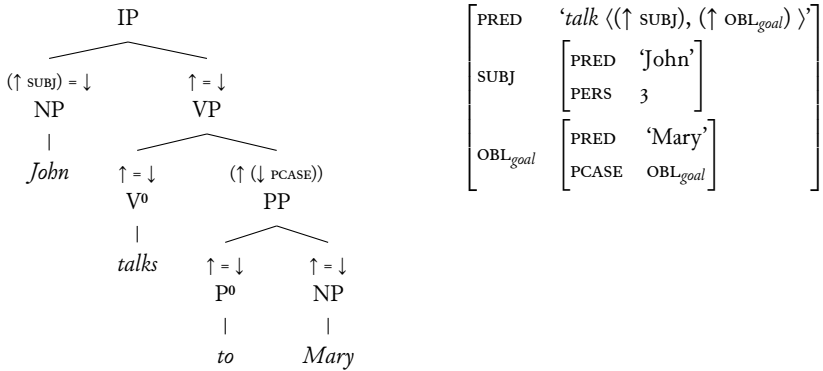 IP
(↑ SUBJ) = ↓ ↑ = ↓
NP VP
John ↑ = ↓ (↑ (↓ PCASE))
V⁰ PP
talks ↑ = ↓ ↑ = ↓
P⁰ NP
to Mary
PRED ‘talk ⟨(↑ SUBJ), (↑ OBLgoal) ⟩’
SUBJ PRED ‘John’
PERS 3
OBLgoal PRED ‘Mary’
PCASE OBLgoal